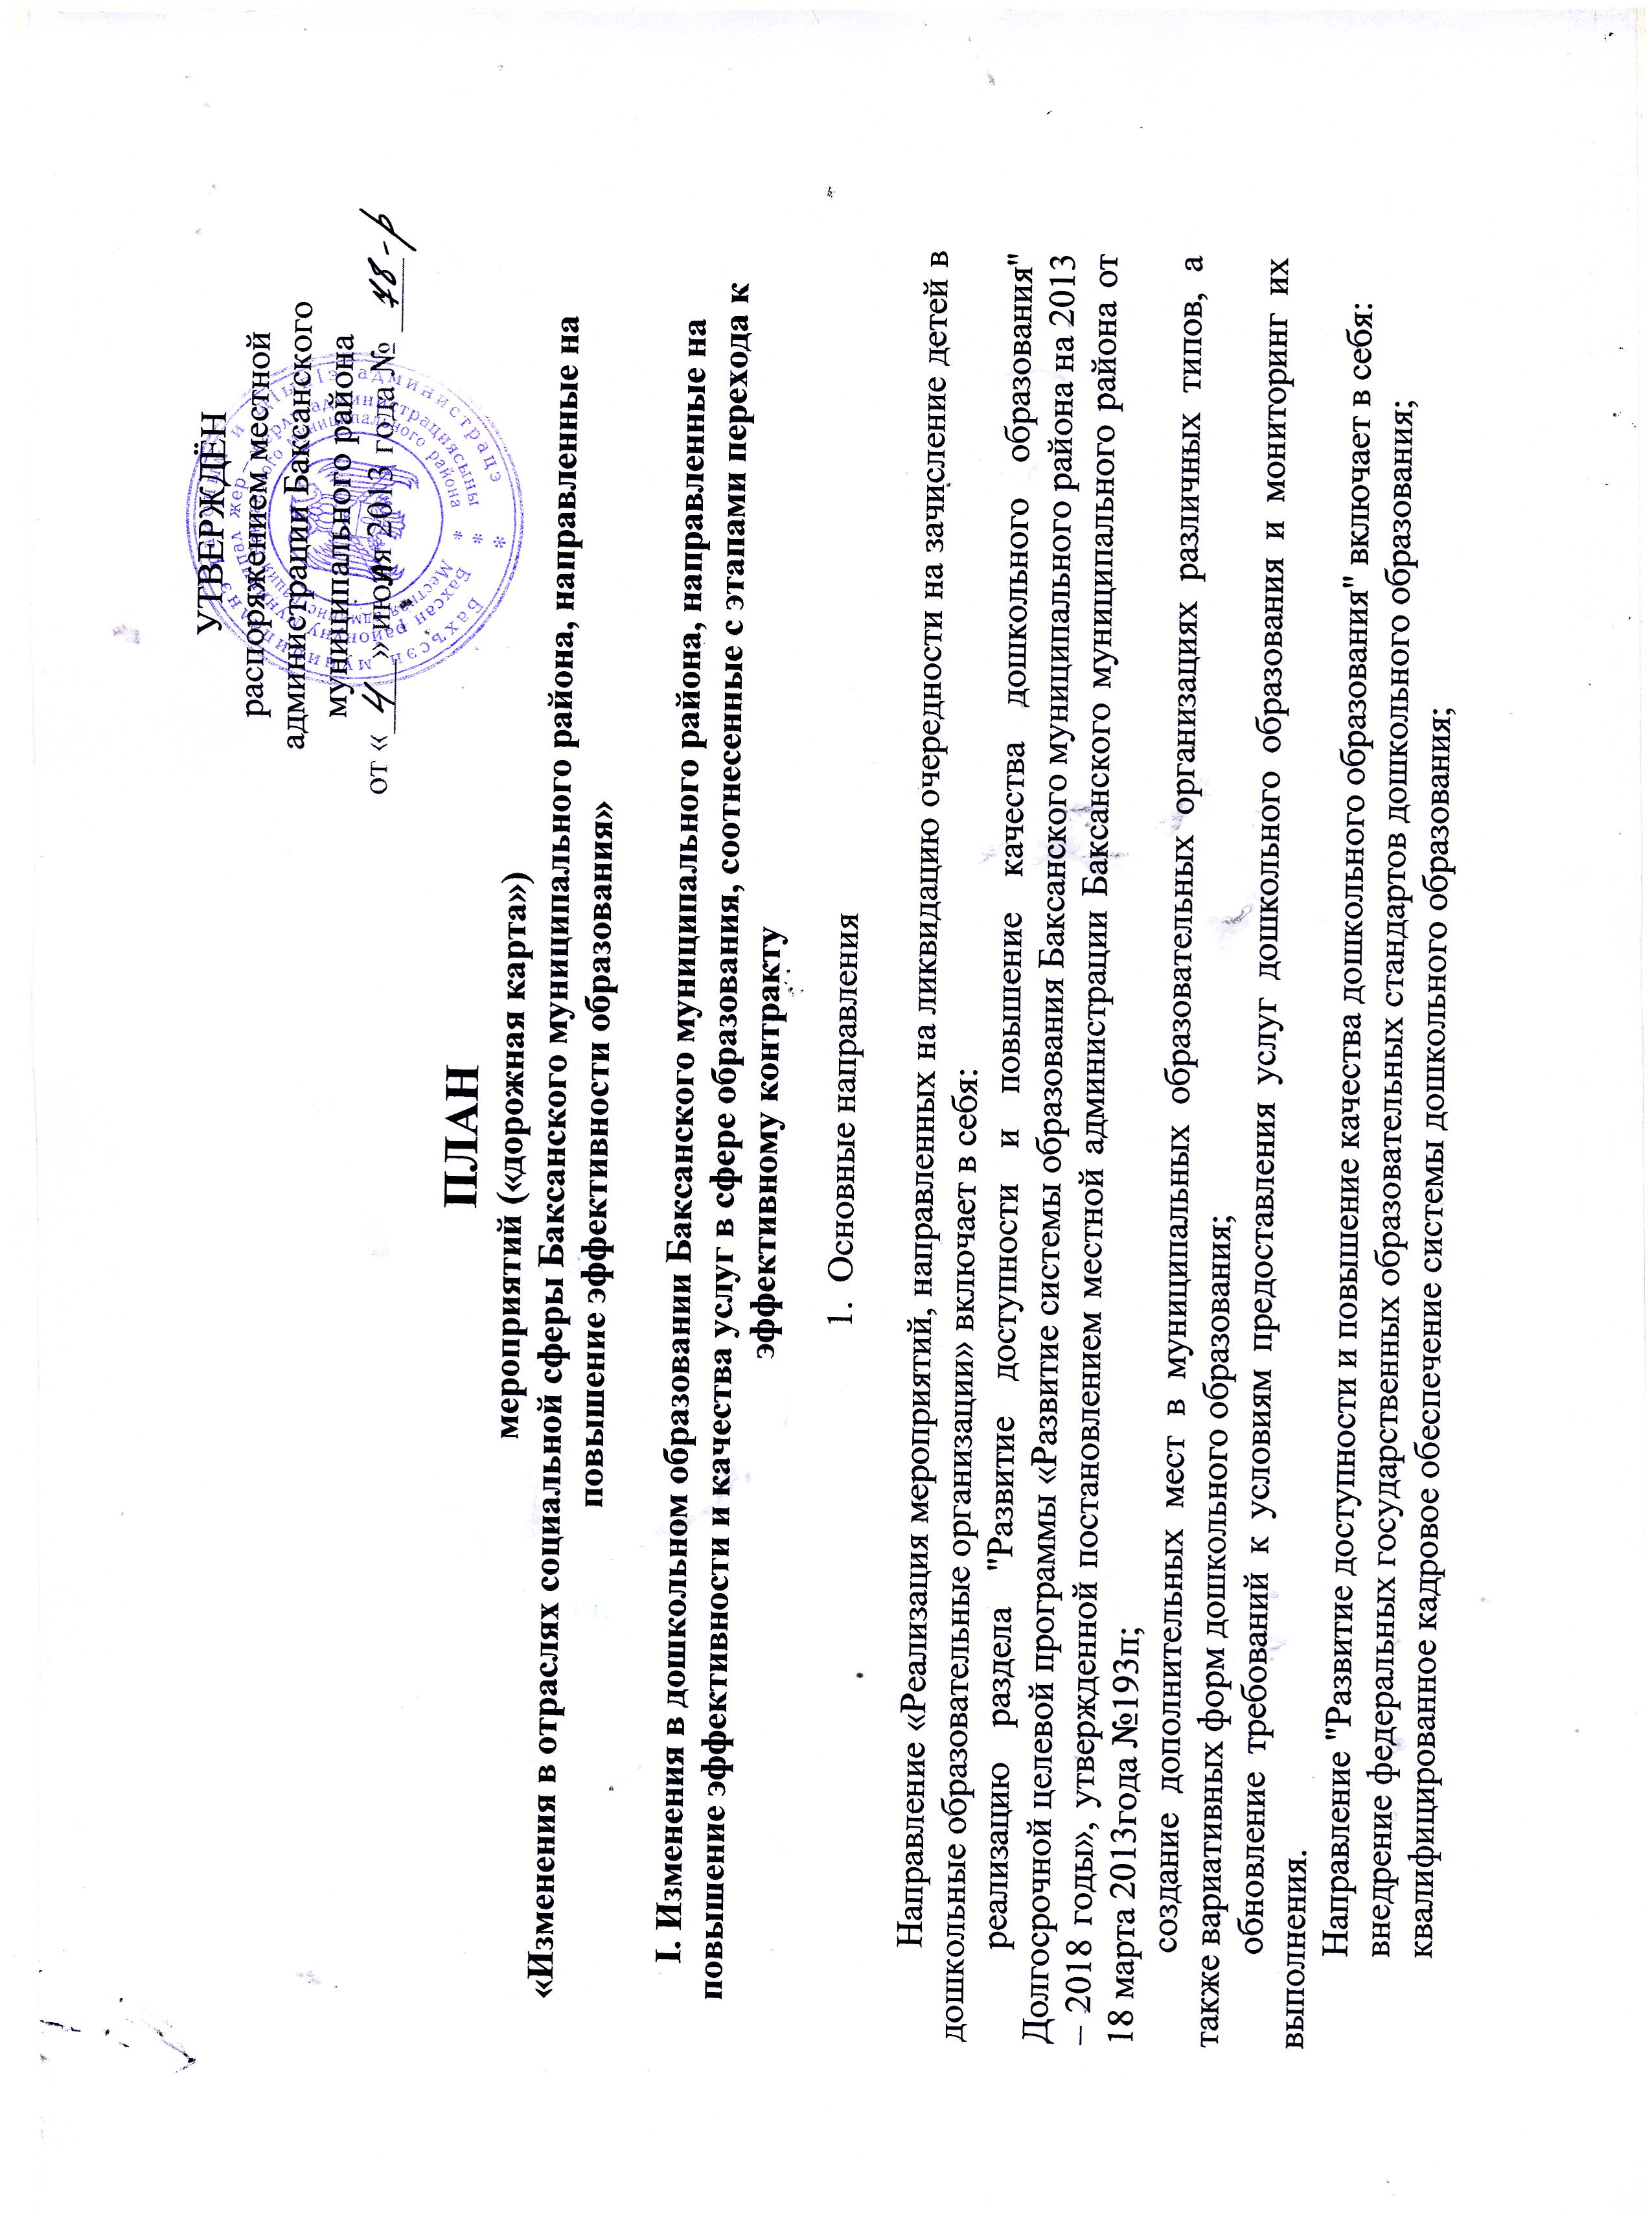 УТВЕРЖДЁН
распоряжением местной
администрации Баксанского
муниципального района
от « 4 » июля 2013 года № 78-р
ПЛАН
мероприятий («дорожная карта»)
«Изменения в отраслях социальной сферы Баксанского муниципального района, направленные на
повышение эффективности образования»
I. Изменения в дошкольном образовании Баксанского муниципального района, направленные на
повышение эффективности и качества услуг в сфере образования, соотнесенные с этапами перехода к
эффективному контракту
1. Основные направления
Направление «Реализация мероприятий, направленных на ликвидацию очередности на зачисление детей в
дошкольные образовательные организации» включает в себя:
реализацию раздела "Развитие доступности и повышение качества дошкольного образования"
Долгосрочной целевой программы «Развитие системы образования Баксанского муниципального района на 2013
– 2018 годы», утвержденной постановлением местной администрации Баксанского муниципального района от
18 марта 2013года №193п;
создание дополнительных мест в муниципальных образовательных организациях различных типов, а
также вариативных форм дошкольного образования;
обновление требований к условиям предоставления услуг дошкольного образования и мониторинг их
выполнения.
Направление "Развитие доступности и повышение качества дошкольного образования" включает в себя:
внедрение федеральных государственных образовательных стандартов дошкольного образования;
квалифицированное кадровое обеспечение системы дошкольного образования;